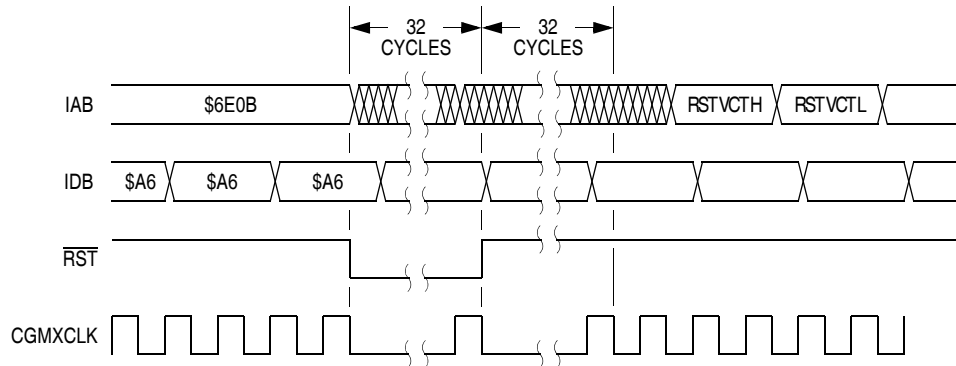 32 CYCLES 32 CYCLES
IAB $6E0B RSTVCTH RSTVCTL
IDB $A6 $A6 $A6
RST
CGMXCLK